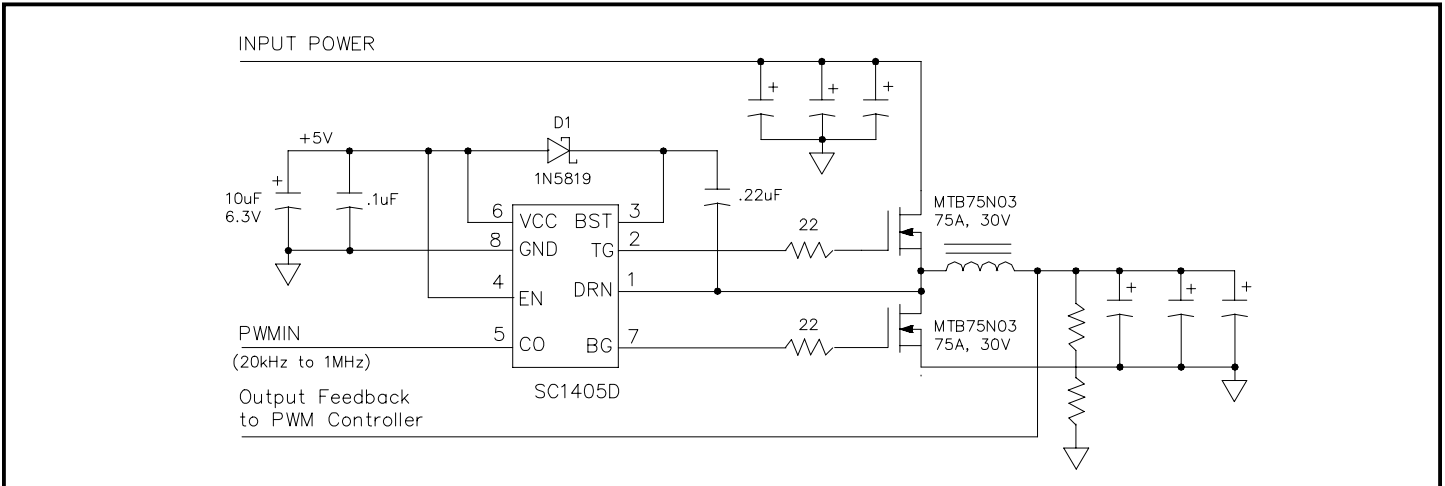 INPUT POWER
+
+
+
D1
+5V
1N5819
+
10uF
6.3V
.1uF
.22uF
MTB75N03
75A, 30V
6
VCC
BST
3
22
8
GND
TG
2
4
EN
DRN
1
+
+
+
PWMIN
5
CO
BG
7
22
MTB75N03
75A, 30V
(20kHz to 1MHz)
SC1405D
Output Feedback
to PWM Controller